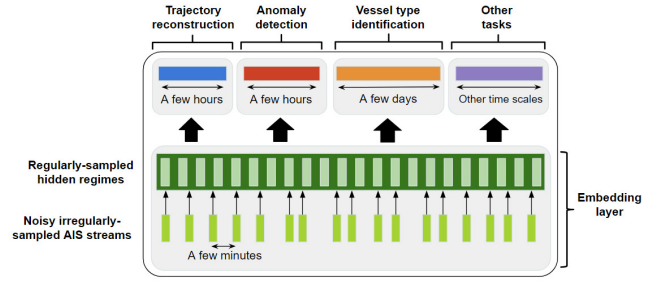 Trajectory
reconstruction
Anomaly
detection
Vessel type
identification
Other
tasks
A few hours
A few hours
A few days
Other time scales
Regularly-sampled
hidden regimes
Noisy irregularly-
sampled AIS streams
A few minutes
Embedding
layer